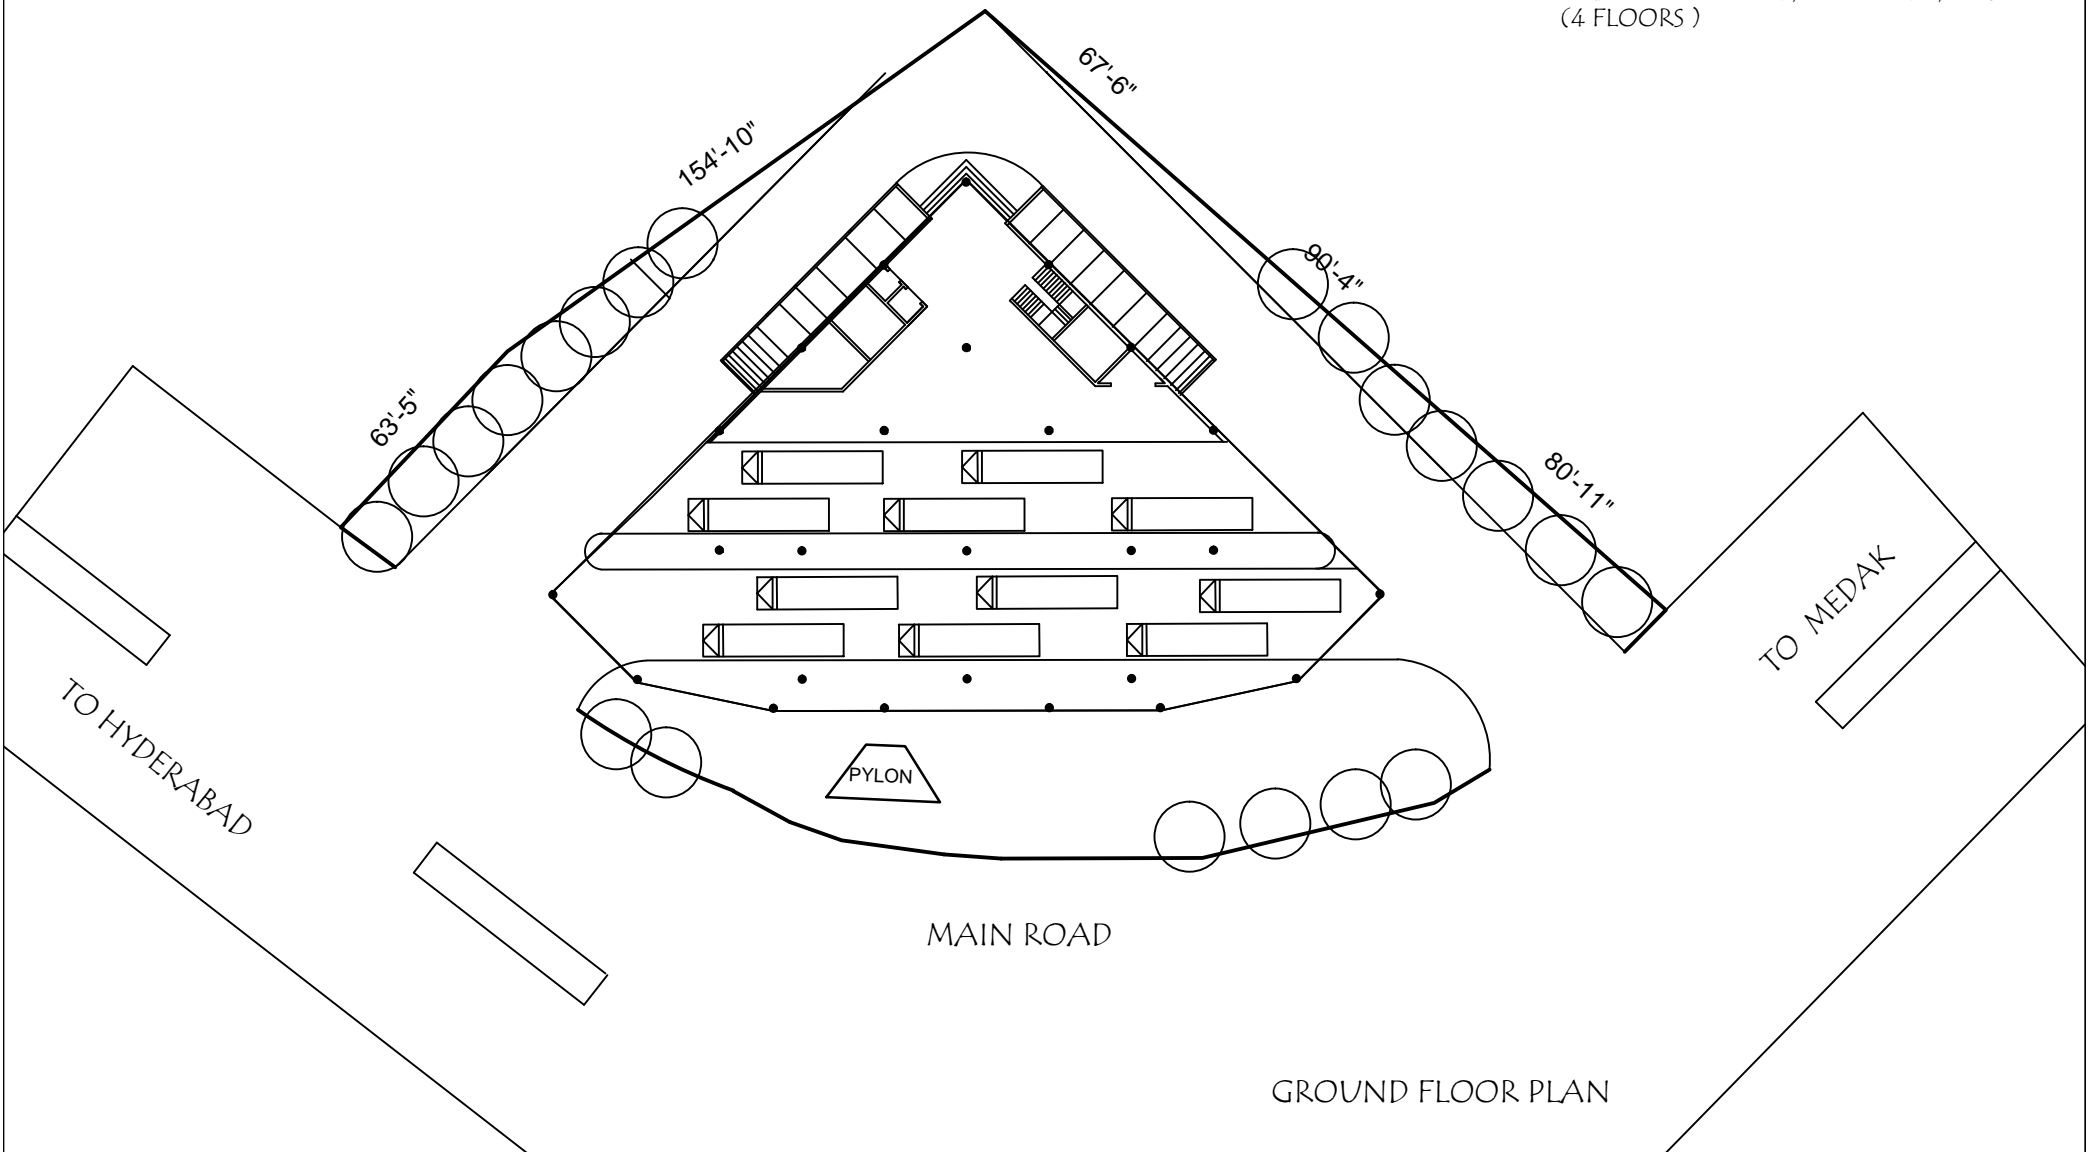 (4 FLOORS )
67'-6"
154'-10"
90'-4"
63'-5"
80'-11"
TO MEDAK
TO HYDERABAD
PYLON
MAIN ROAD
GROUND FLOOR PLAN